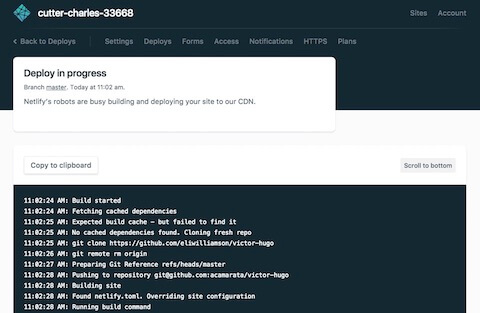 cutter-charles-33668
Sites Account
Back to Deploys Settings Deploys Forms Access Notifications HTTPS Plans
Deploy in progress
Branch master. Today at 11:02 am.
Netlify's robots are busy building and deploying your site to our CDN.
Copy to clipboard Scroll to bottom
11:02:24 AM: Build started
11:02:24 AM: Fetching cached dependencies
11:02:25 AM: Expected build cache – but failed to find it
11:02:25 AM: No cached dependencies found. Cloning fresh repo
11:02:25 AM: git clone https://github.com/eliwilliamson/victor-hugo
11:02:26 AM: git remote rm origin
11:02:27 AM: Preparing Git Reference refs/heads/master
11:02:28 AM: Pushing to repository git@github.com:acamarata/victor-hugo
11:02:28 AM: Building site
11:02:28 AM: Found netlify.toml. Overriding site configuration
11:02:28 AM: Running build command